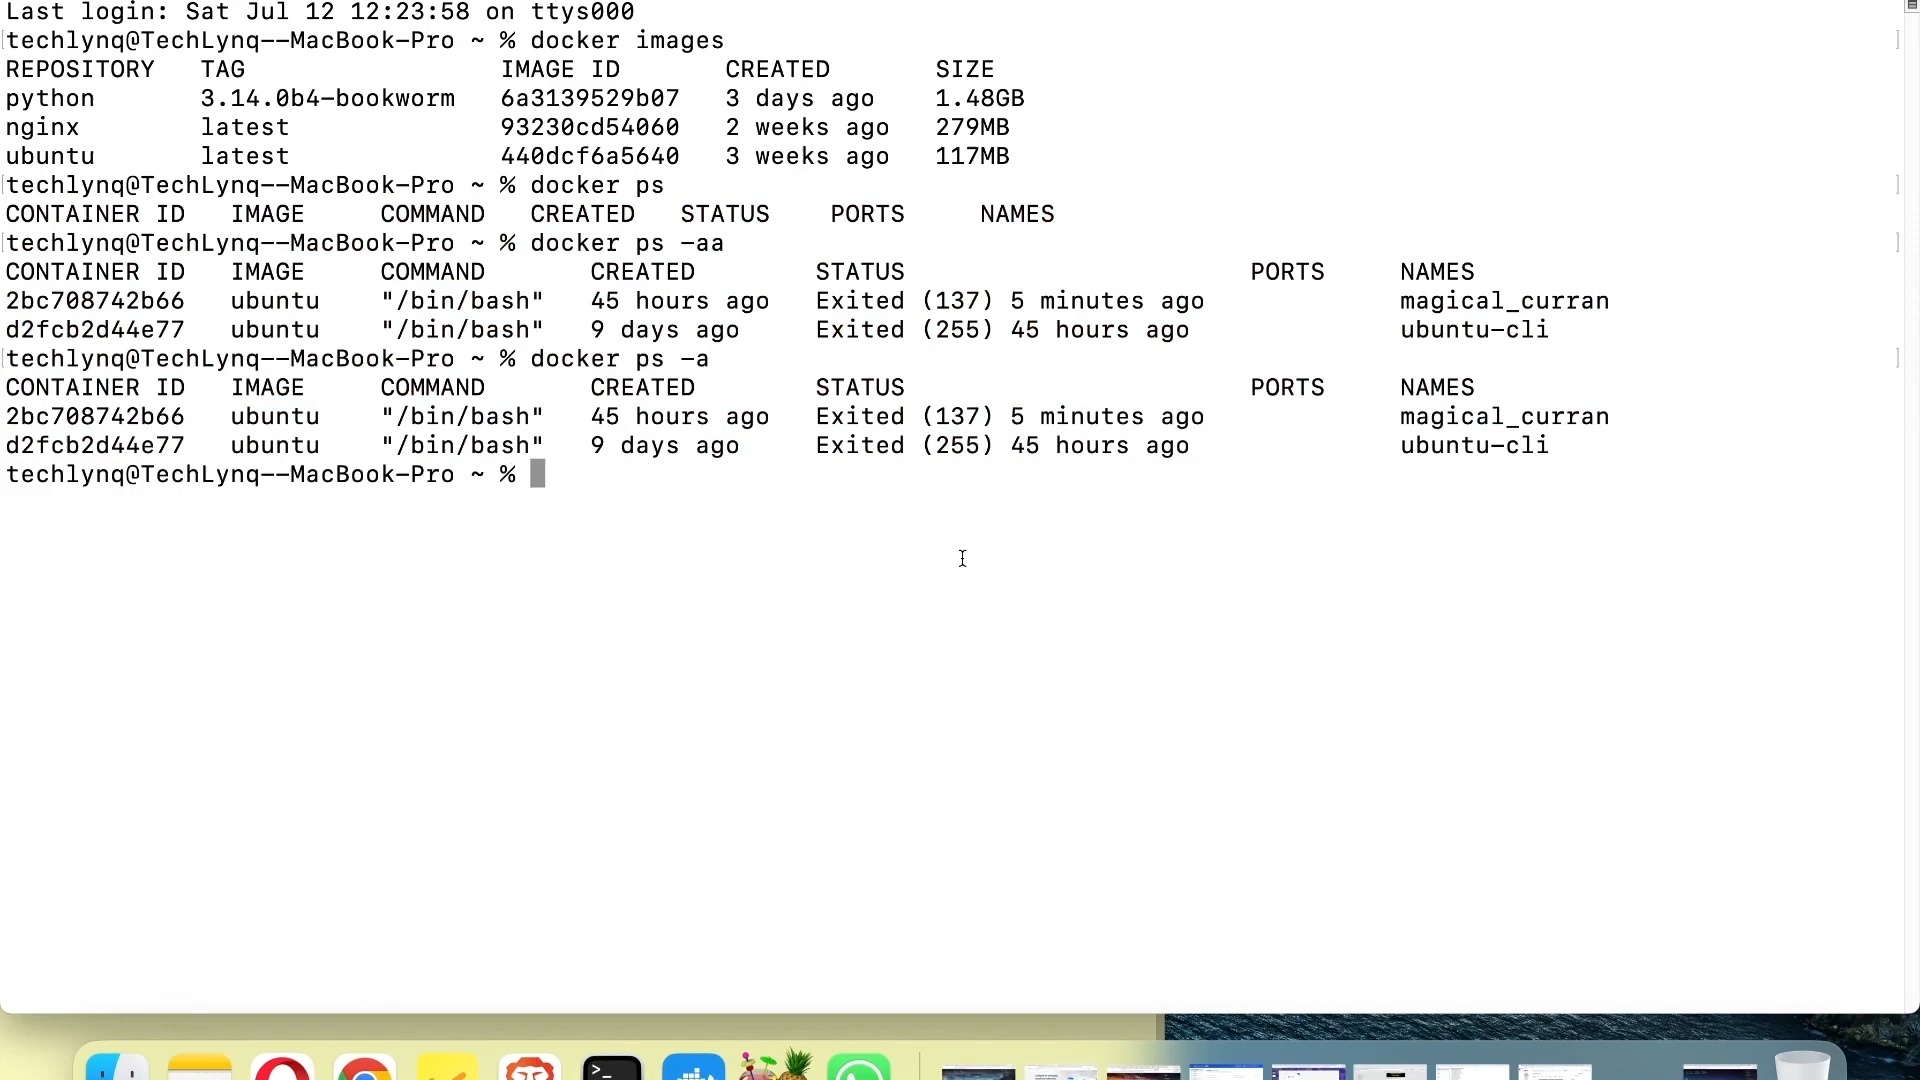 Last login: Sat Jul 12 12:23:58 on ttys000
techlynq@TechLynq--MacBook-Pro ~ % docker images
REPOSITORY   TAG                 IMAGE ID       CREATED       SIZE
python       3.14.0b4-bookworm   6a3139529b07   3 days ago    1.48GB
nginx        latest              93230cd54060   2 weeks ago   279MB
ubuntu       latest              440dcf6a5640   3 weeks ago   117MB
techlynq@TechLynq--MacBook-Pro ~ % docker ps
CONTAINER ID   IMAGE     COMMAND   CREATED   STATUS    PORTS     NAMES
techlynq@TechLynq--MacBook-Pro ~ % docker ps -aa
CONTAINER ID   IMAGE     COMMAND       CREATED        STATUS                       PORTS     NAMES
2bc708742b66   ubuntu    "/bin/bash"   45 hours ago   Exited (137) 5 minutes ago             magical_curran
d2fcb2d44e77   ubuntu    "/bin/bash"   9 days ago     Exited (255) 45 hours ago              ubuntu-cli
techlynq@TechLynq--MacBook-Pro ~ % docker ps -a
CONTAINER ID   IMAGE     COMMAND       CREATED        STATUS                       PORTS     NAMES
2bc708742b66   ubuntu    "/bin/bash"   45 hours ago   Exited (137) 5 minutes ago             magical_curran
d2fcb2d44e77   ubuntu    "/bin/bash"   9 days ago     Exited (255) 45 hours ago              ubuntu-cli
techlynq@TechLynq--MacBook-Pro ~ %